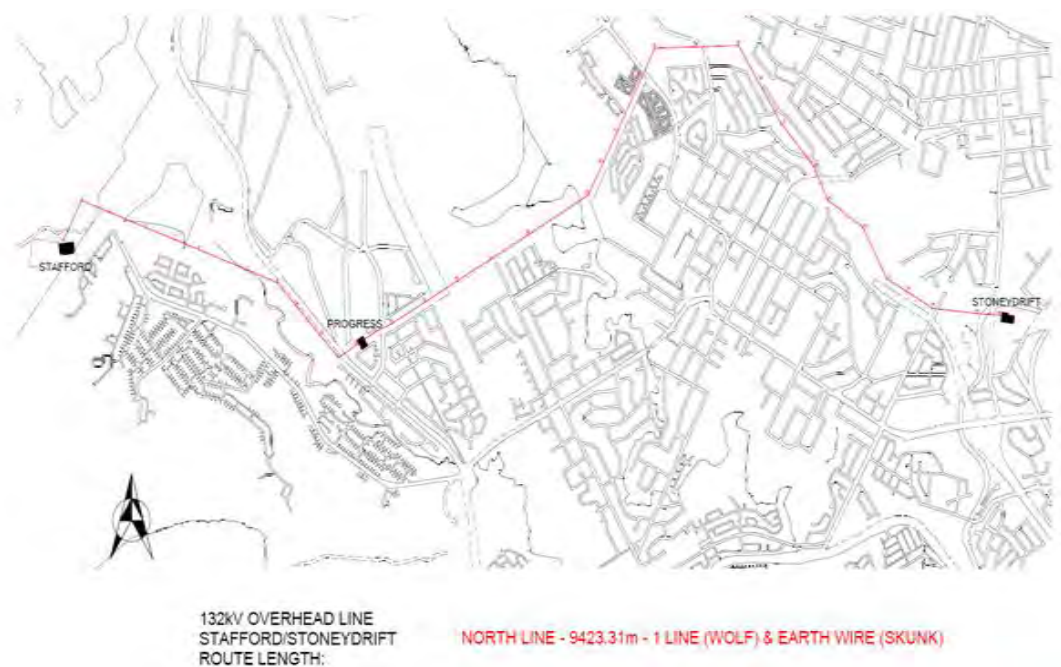 STAFFORD
PROGRESS
STONEYDRIFT
132kV OVERHEAD LINE
STAFFORD/STONEYDRIFT
ROUTE LENGTH:
NORTH LINE - 9423.31m - 1 LINE (WOLF) & EARTH WIRE (SKUNK)